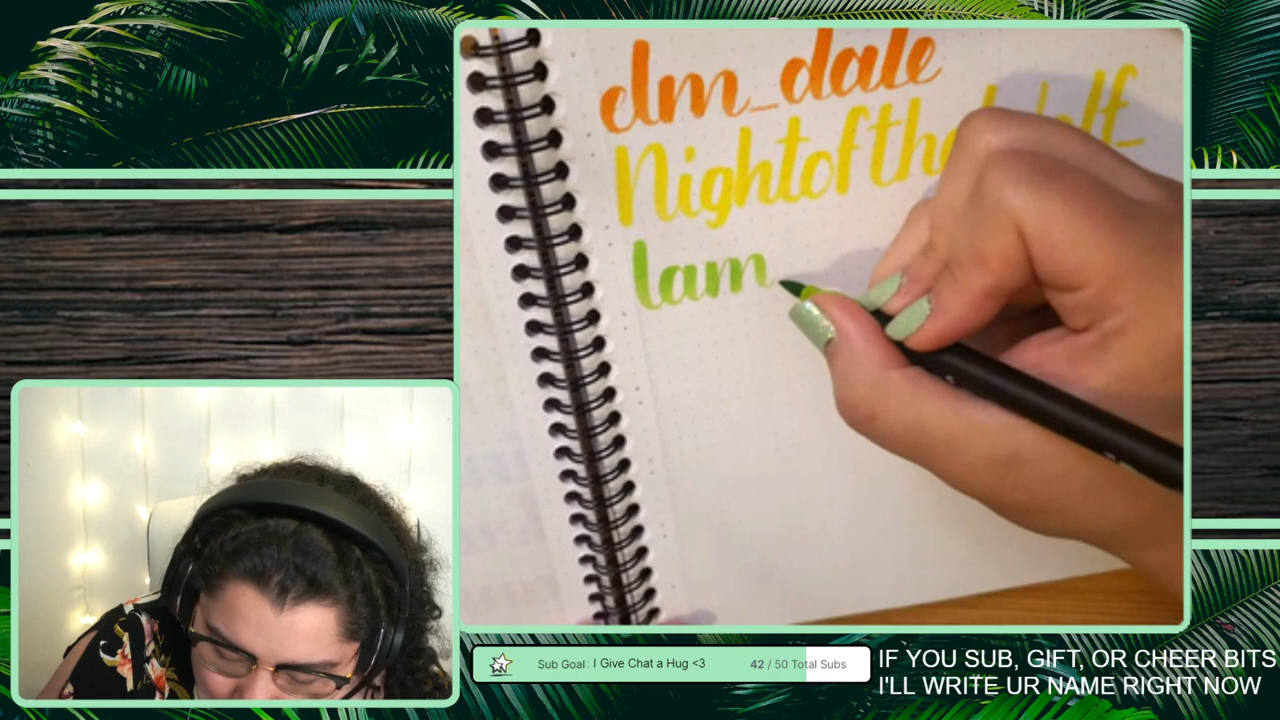 dm_dale
Nightofthe
lam
Sub Goal: I Give Chat a Hug <3
42 / 50 Total Subs
IF YOU SUB, GIFT, OR CHEER BITS
I'LL WRITE UR NAME RIGHT NOW